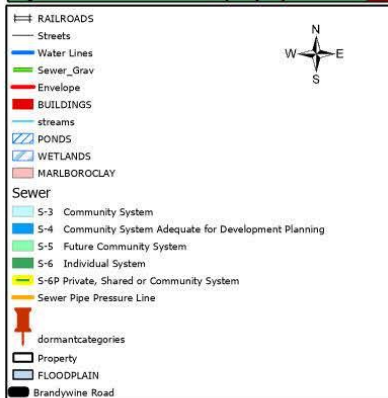 RAILROADS
N
Streets
Water Lines
W E
Sewer_Grav
S
Envelope
BUILDINGS
streams
PONDS
WETLANDS
MARLBOROCLAY
Sewer
S-3 Community System
S-4 Community System Adequate for Development Planning
S-5 Future Community System
S-6 Individual System
S-6P Private, Shared or Community System
Sewer Pipe Pressure Line
dormantcategories
Property
FLOODPLAIN
Brandywine Road